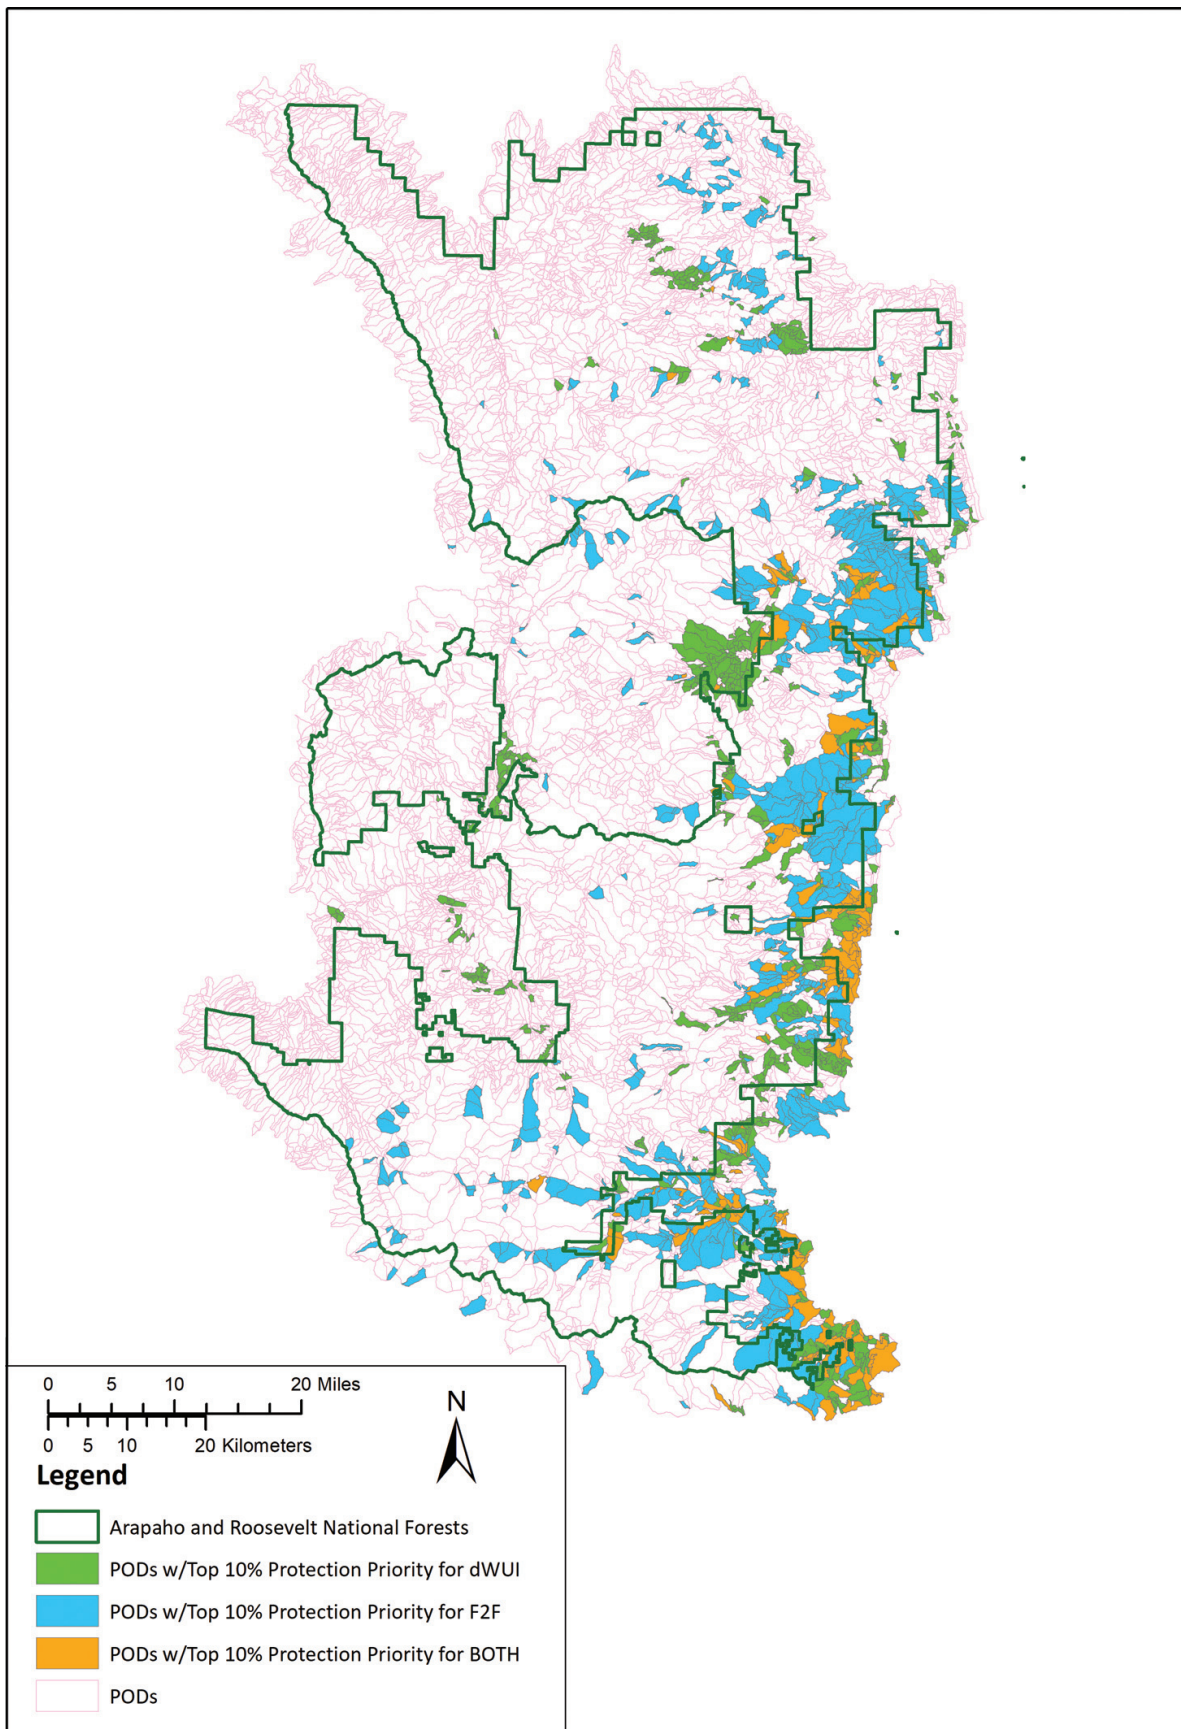 0 5 10 20 Miles
0 5 10 20 Kilometers
N
Legend
Arapaho and Roosevelt National Forests
PODs w/Top 10% Protection Priority for dWUI
PODs w/Top 10% Protection Priority for F2F
PODs w/Top 10% Protection Priority for BOTH
PODs